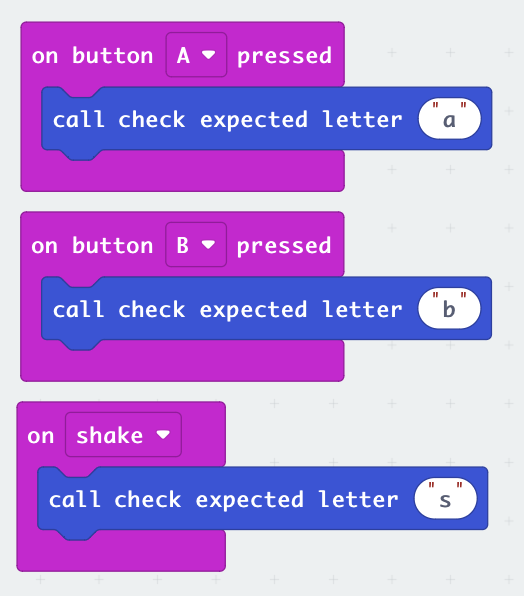 on button A pressed
call check expected letter "a"
on button B pressed
call check expected letter "b"
on shake
call check expected letter "s"